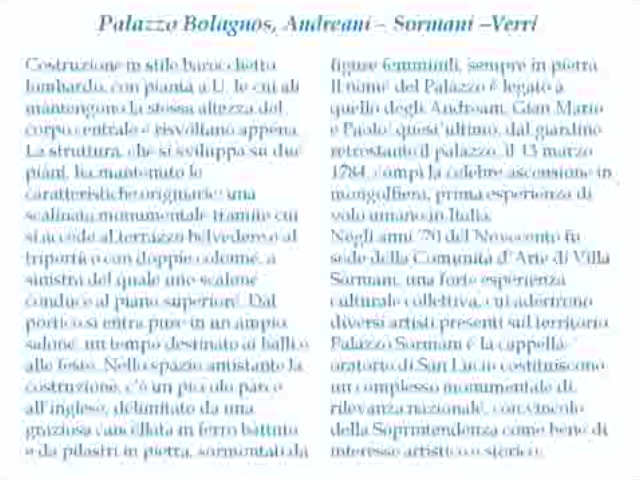 Palazzo Bolagnos, Andreani – Sormani –Verri
Costruzione in stile barocchetto
lombardo, con pianta a U, le cui ali
mantengono la stessa altezza del
corpo centrale e risvoltano appena.
La struttura, che si sviluppa su due
piani, ha mantenuto le
caratteristiche originarie: una
scalinata monumentale tramite cui
si accede al terrazzo belvedere e al
triportico con doppie colonne, a
sinistra del quale uno scalone
conduce al piano superiore. Dal
portico si entra pure in un ampio
salone, un tempo destinato ai balli e
alle feste. Nello spazio antistante la
costruzione, c'è un piccolo parco
all'inglese, delimitato da una
graziosa cancellata in ferro battuto
e da pilastri in pietra, sormontati da
figure femminili, sempre in pietra.
Il nome del Palazzo è legato a
quello degli Andreani, Gian Mario
e Paolo: quest'ultimo, dal giardino
retrostante il palazzo, il 13 marzo
1784, compì la celebre ascensione in
mongolfiera, prima esperienza di
volo umano in Italia.
Negli anni '70 del Novecento fu
sede della Comunità d'Arte di Villa
Sormani, una forte esperienza
culturale collettiva, cui aderirono
diversi artisti presenti sul territorio.
Palazzo Sormani e la cappella-
oratorio di San Lucio costituiscono
un complesso monumentale di
rilevanza nazionale, con vincolo
della Soprintendenza come bene di
interesse artistico o storico.